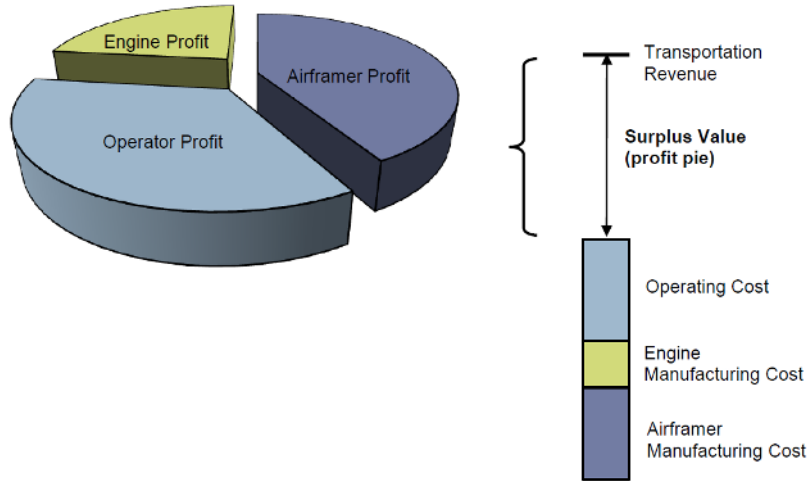 Engine Profit
Airframer Profit
Operator Profit
Transportation
Revenue
Surplus Value
(profit pie)
Operating Cost
Engine
Manufacturing Cost
Airframer
Manufacturing Cost